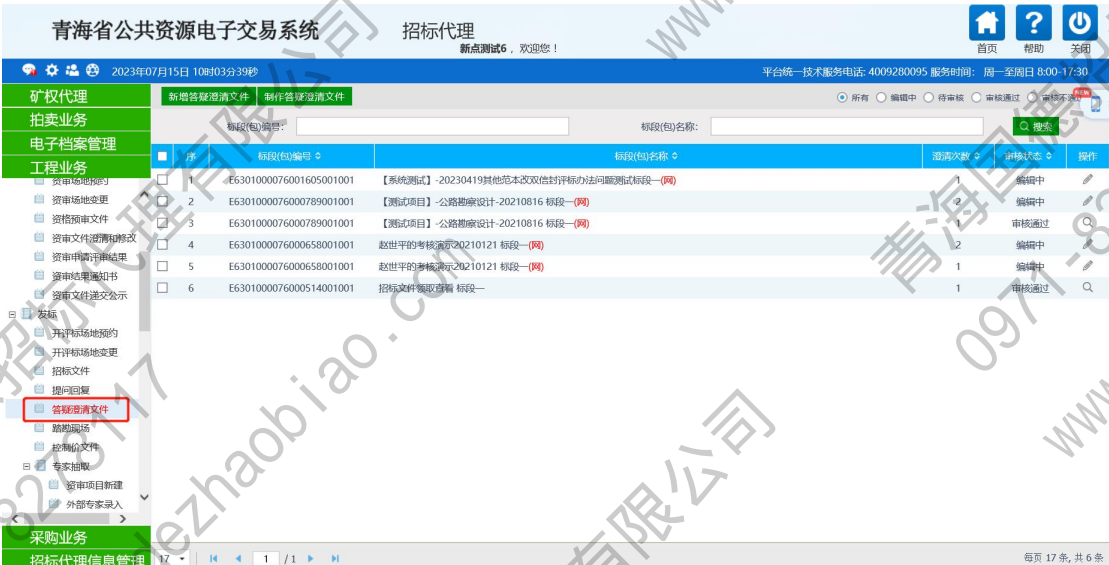 青海省公共资源电子交易系统
招标代理
新点测试6，欢迎您！
首页 帮助 关闭
2023年07月15日 10时03分39秒
平台统一技术服务电话: 4009280095 服务时间: 周一至周日 8:00-17:30
矿权代理
拍卖业务
电子档案管理
工程业务
新增答疑澄清文件 制作答疑澄清文件
所有 编辑中 待审核 审核通过 审核不通过
NEW
标段(包)编号: 标段(包)名称: 搜索
序 标段(包)编号 标段(包)名称 澄清次数 审核状态 操作
1 E6301000076001605001001 【系统测试】-20230419其他范本改双信封评标办法问题测试标段一(网) 1 编辑中
2 E6301000076000789001001 【测试项目】-公路勘察设计-20210816 标段一(网) 2 编辑中
3 E6301000076000789001001 【测试项目】-公路勘察设计-20210816 标段一(网) 1 审核通过
4 E6301000076000658001001 赵世平的考核演示20210121 标段一(网) 2 编辑中
5 E6301000076000658001001 赵世平的考核演示20210121 标段一(网) 1 编辑中
6 E6301000076000514001001 招标文件领取查看 标段一 1 审核通过
资审场地预约
资审场地变更
资格预审文件
资审文件澄清和修改
资审申请评审结果
资审结果通知书
资审文件递交公示
发标
开评标场地预约
开评标场地变更
招标文件
提问回复
答疑澄清文件
踏勘现场
控制价文件
专家抽取
资审项目新建
外部专家录入
采购业务
招标代理信息管理
17 1 /1
每页 17 条, 共 6 条